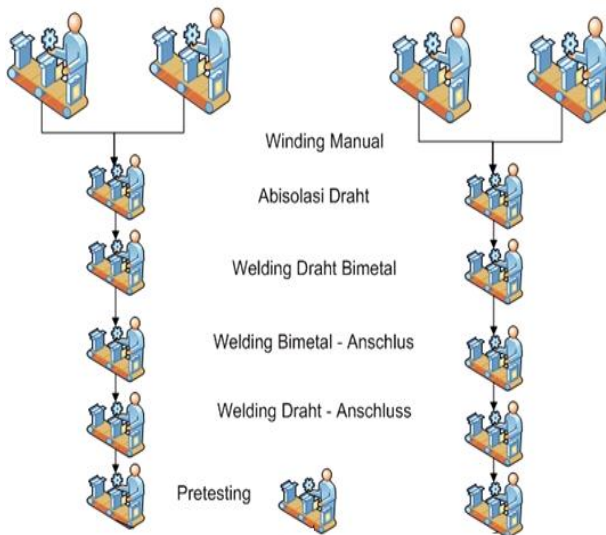 Winding Manual
Abisolasi Draht
Welding Draht Bimetal
Welding Bimetal - Anschlus
Welding Draht - Anschluss
Pretesting